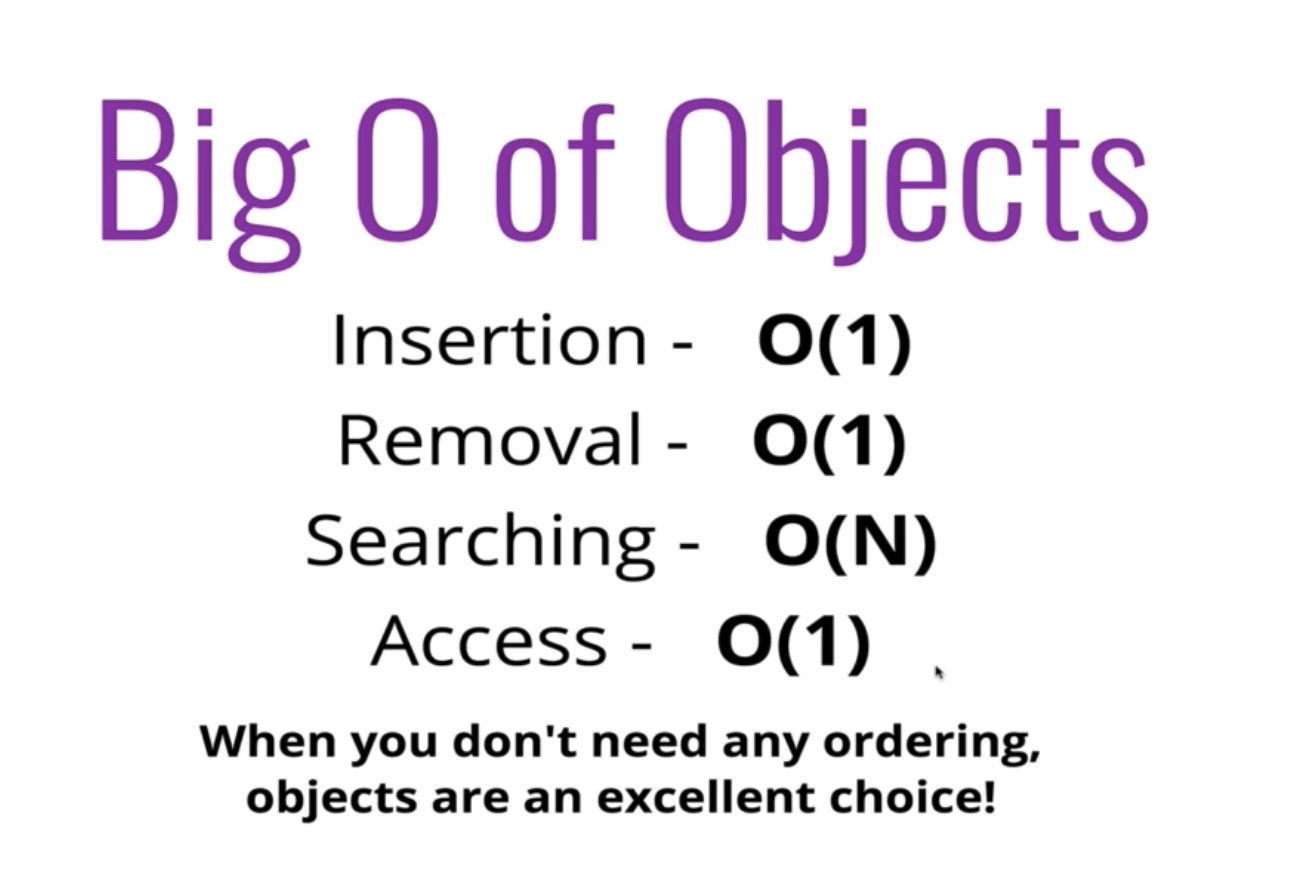 Big O of Objects
Insertion - O(1)
Removal - O(1)
Searching - O(N)
Access - O(1)
When you don't need any ordering,
objects are an excellent choice!